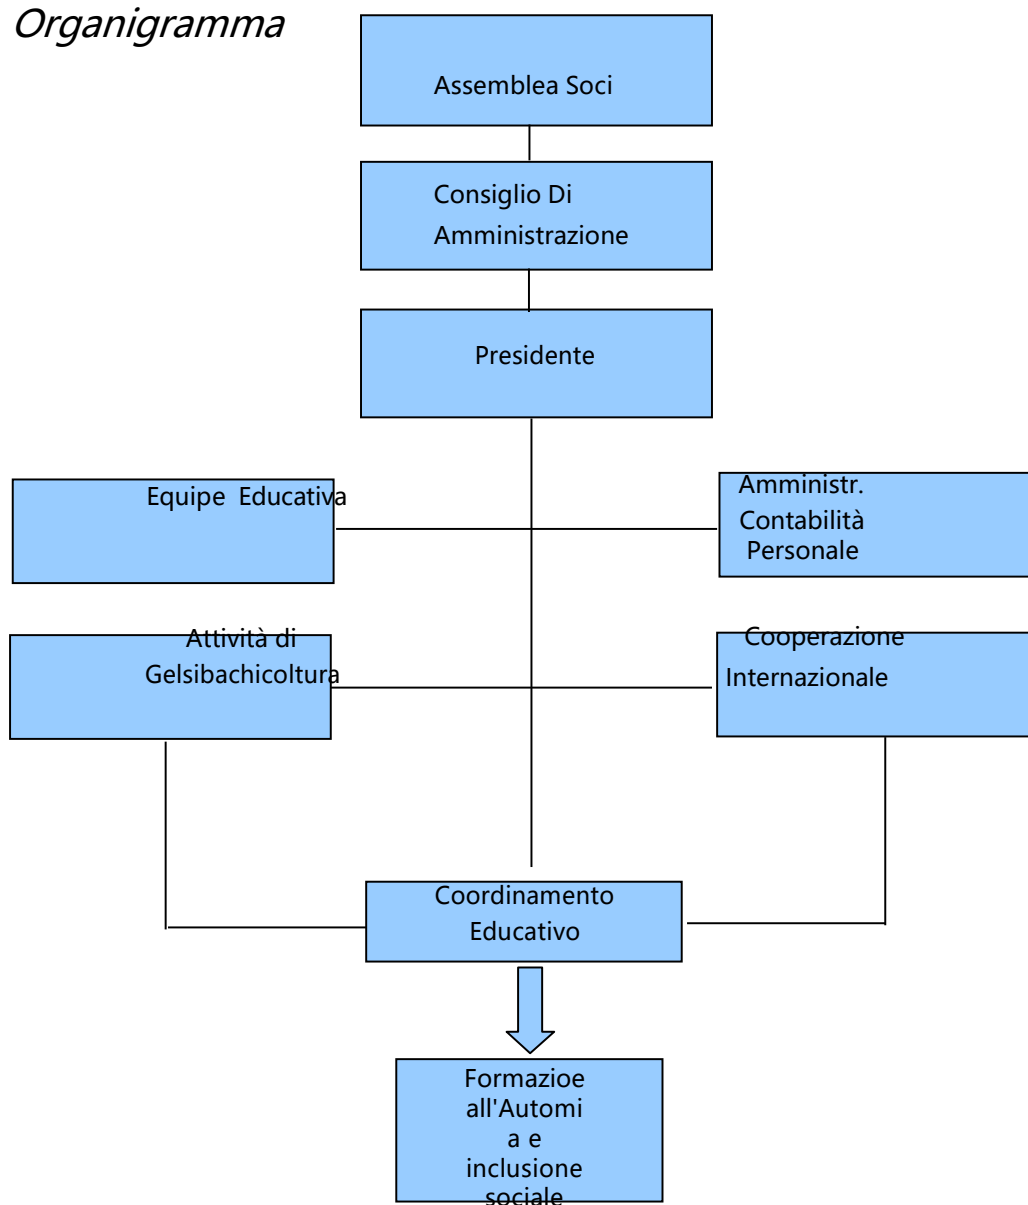 Organigramma
Assemblea Soci
Consiglio Di
Amministrazione
Presidente
Equipe Educativa
Amministr.
Contabilità
Personale
Attività di
Gelsibachicoltura
Cooperazione
Internazionale
Coordinamento
Educativo
Formazioe
all'Automi
a e
inclusione
sociale